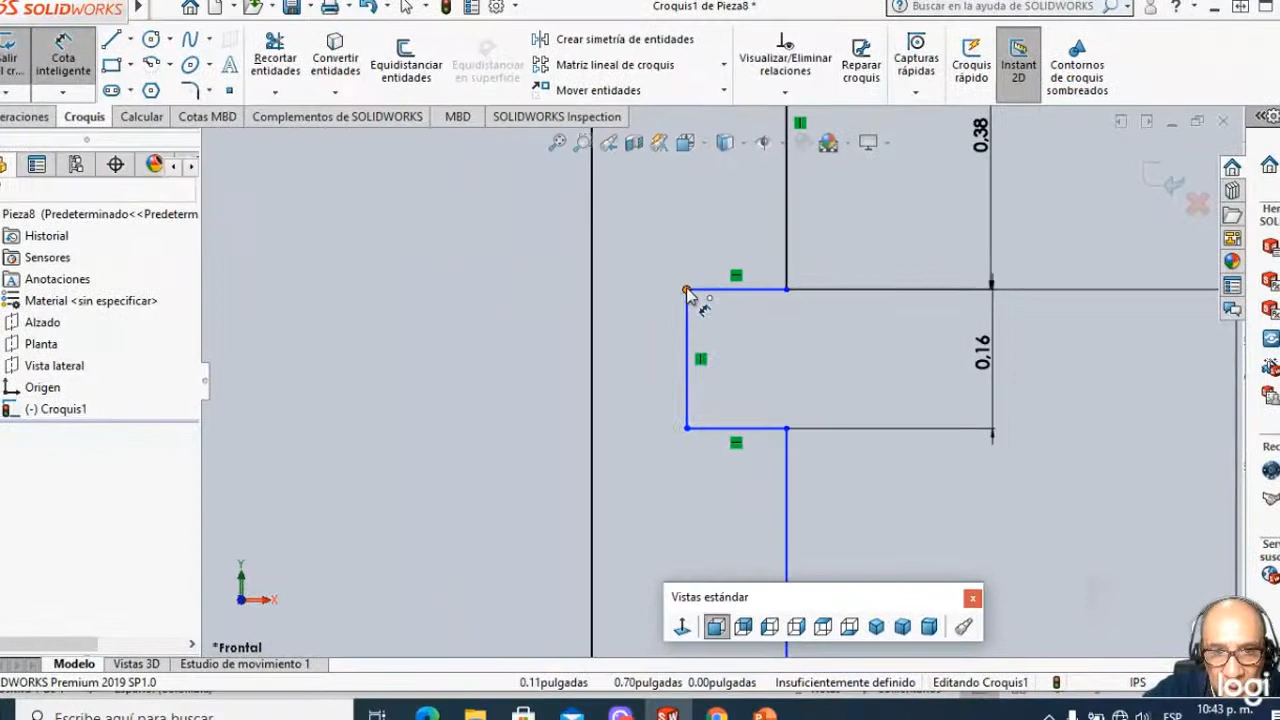 SOLIDWORKS
Croquis1 de Pieza8 *
Buscar en la ayuda de SOLIDWORKS
Cota inteligente
Recortar entidades
Convertir entidades
Equidistanciar entidades
Equidistanciar en superficie
Crear simetría de entidades
Matriz lineal de croquis
Mover entidades
Visualizar/Eliminar relaciones
Reparar croquis
Capturas rápidas
Croquis rápido
Instant 2D
Contornos de croquis sombreados
Croquis
Calcular
Cotas MBD
Complementos de SOLIDWORKS
MBD
SOLIDWORKS Inspection
Pieza8 (Predeterminado<<Predeterm
Historial
Sensores
Anotaciones
Material <sin especificar>
Alzado
Planta
Vista lateral
Origen
(-) Croquis1
0,38
0,16
Y
X
*Frontal
Vistas estándar
Modelo
Vistas 3D
Estudio de movimiento 1
0.11pulgadas
0.70pulgadas
0.00pulgadas
Insuficientemente definido
Editando Croquis1
IPS
Escribe aquí para buscar
ESP
10:43 p. m.
logi